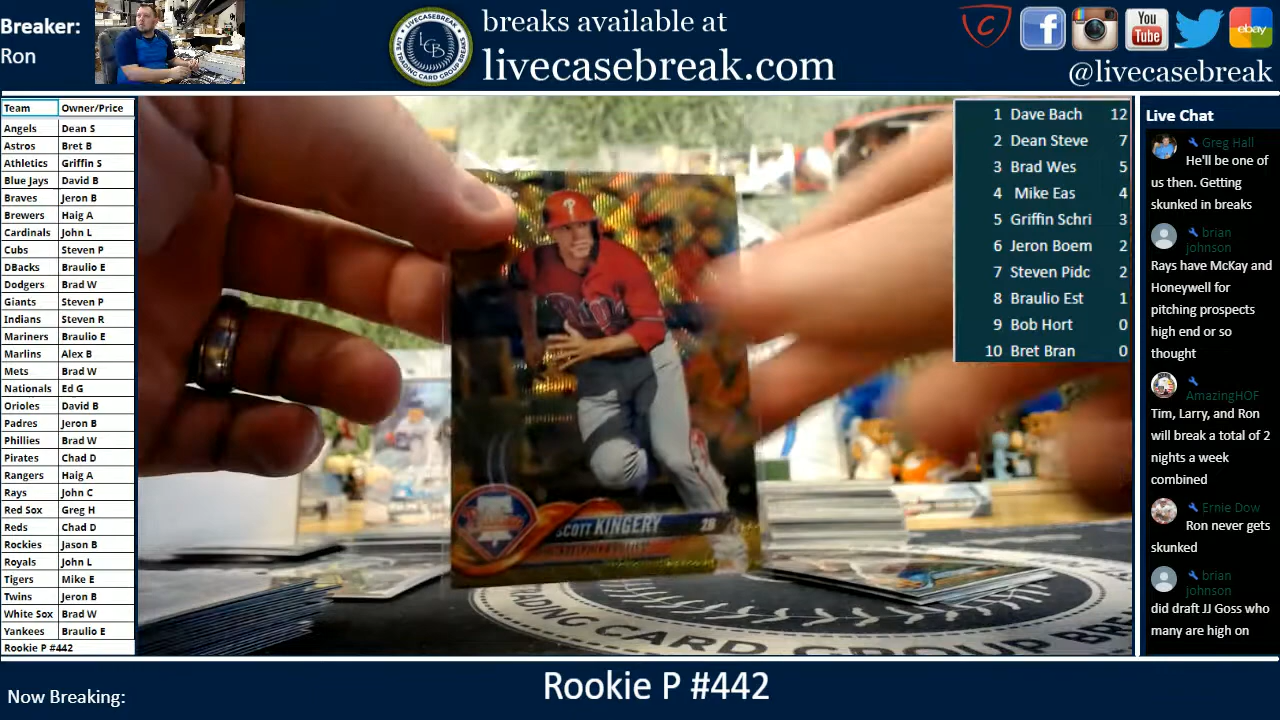 Breaker:
Ron
LCB
breaks available at
livecasebreak.com
You
Tube
ebay
@livecasebreak
Team Owner/Price
Angels Dean S
Astros Bret B
Athletics Griffin S
Blue Jays David B
Braves Jeron B
Brewers Haig A
Cardinals John L
Cubs Steven P
DBacks Braulio E
Dodgers Brad W
Giants Steven P
Indians Steven R
Mariners Braulio E
Marlins Alex B
Mets Brad W
Nationals Ed G
Orioles David B
Padres Jeron B
Phillies Brad W
Pirates Chad D
Rangers Haig A
Rays John C
Red Sox Greg H
Reds Chad D
Rockies Jason B
Royals John L
Tigers Mike E
Twins Jeron B
White Sox Brad W
Yankees Braulio E
Rookie P #442
SCOTT KINGERY 2B
TRADING CARD GROUP BRE
1 Dave Bach 12
2 Dean Steve 7
3 Brad Wes 5
4 Mike Eas 4
5 Griffin Schri 3
6 Jeron Boem 2
7 Steven Pidc 2
8 Braulio Est 1
9 Bob Hort 0
10 Bret Bran 0
Live Chat
Greg Hall
He'll be one of
us then. Getting
skunked in breaks
brian
johnson
Rays have McKay and
Honeywell for
pitching prospects
high end or so
thought
AmazingHOF
Tim, Larry, and Ron
will break a total of 2
nights a week
combined
Ernie Dow
Ron never gets
skunked
brian
johnson
did draft JJ Goss who
many are high on
Now Breaking:
Rookie P #442